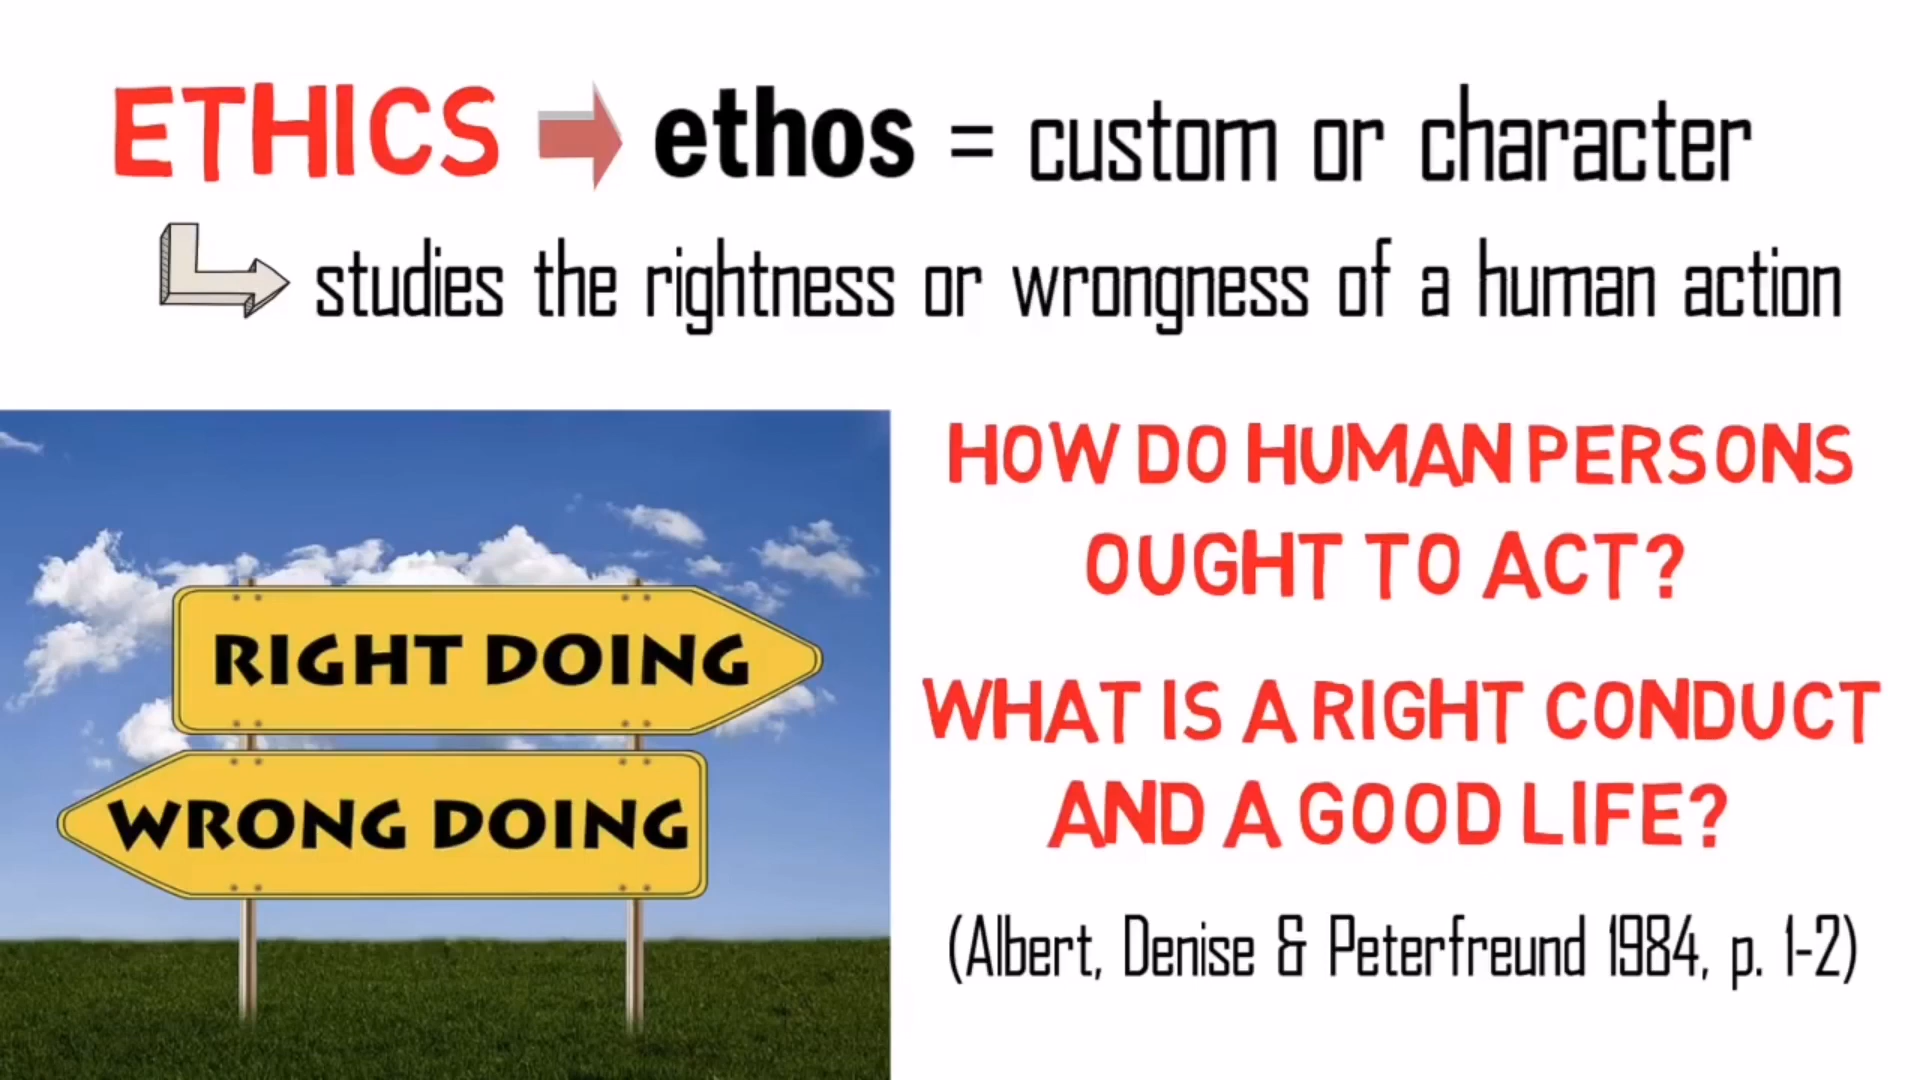 ETHICS ethos = custom or character
studies the rightness or wrongness of a human action
HOW DO HUMAN PERSONS
OUGHT TO ACT?
WHAT IS A RIGHT CONDUCT
AND A GOOD LIFE?
(Albert, Denise & Peterfreund 1984, p. 1-2)
RIGHT DOING
WRONG DOING